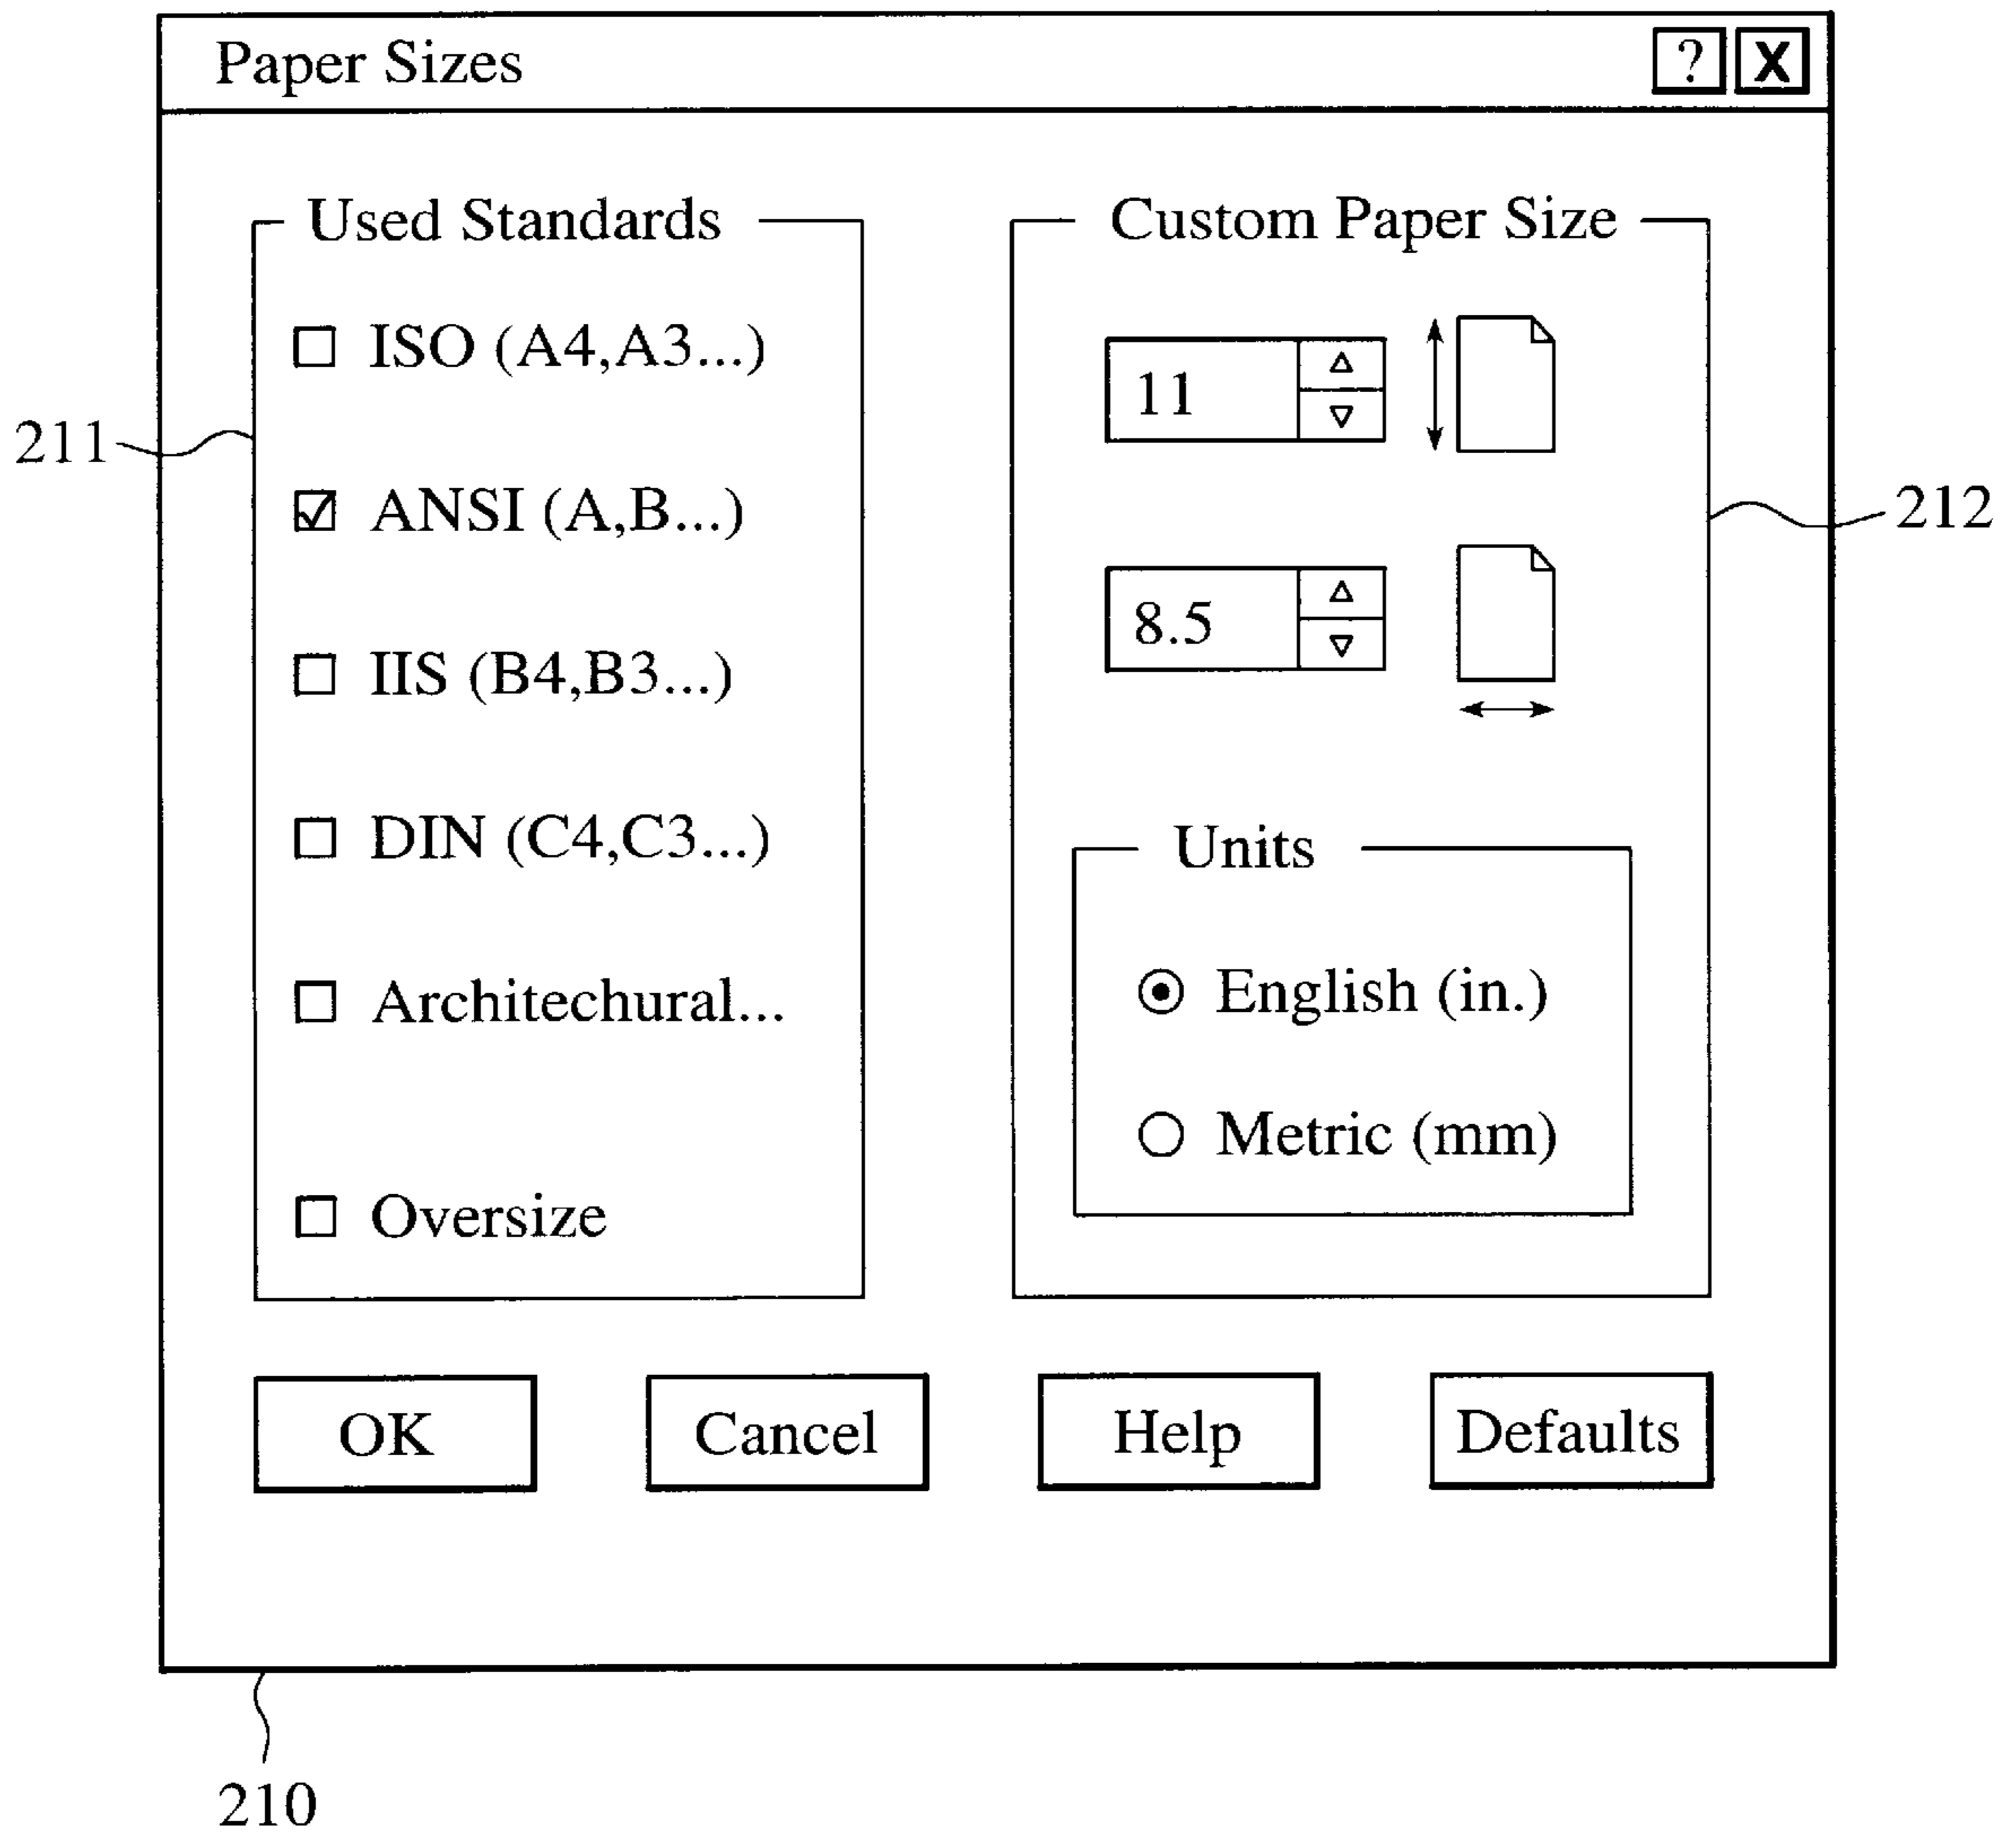 Paper Sizes
? X
Used Standards
ISO (A4,A3...)
211
ANSI (A,B...)
IIS (B4,B3...)
DIN (C4,C3...)
Architechural...
Oversize
Custom Paper Size
11
212
8.5
Units
English (in.)
Metric (mm)
OK
Cancel
Help
Defaults
210